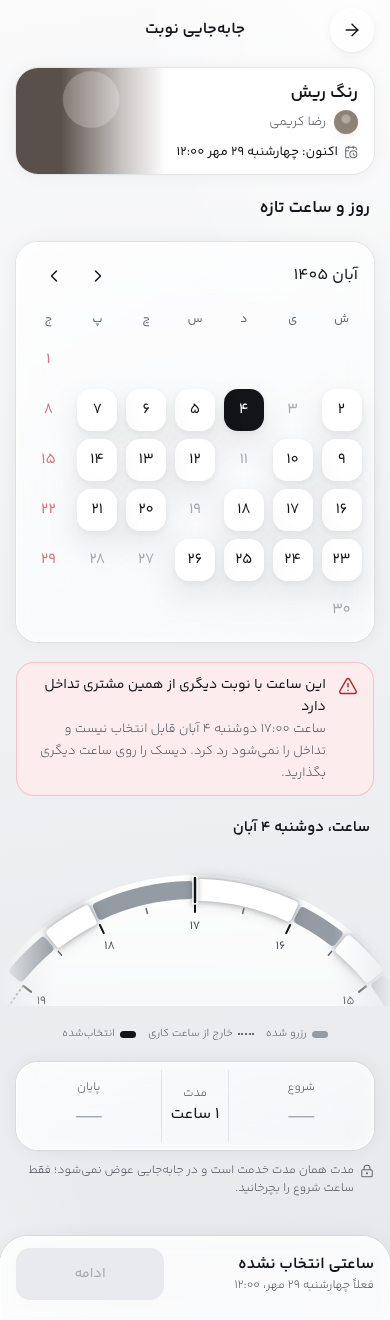 جابه‌جایی نوبت
رنگ ریش
رضا کریمی
اکنون: چهارشنبه ۲۹ مهر ۱۲:۰۰
روز و ساعت تازه
آبان ۱۴۰۵
ش ی د س چ پ ج
۱
۲ ۳ ۴ ۵ ۶ ۷ ۸
۹ ۱۰ ۱۱ ۱۲ ۱۳ ۱۴ ۱۵
۱۶ ۱۷ ۱۸ ۱۹ ۲۰ ۲۱ ۲۲
۲۳ ۲۴ ۲۵ ۲۶ ۲۷ ۲۸ ۲۹
۳۰
این ساعت با نوبت دیگری از همین مشتری تداخل
دارد
ساعت ۱۷:۰۰ دوشنبه ۴ آبان قابل انتخاب نیست و
تداخل را نمی‌شود رد کرد. دیسک را روی ساعت دیگری
بگذارید.
ساعت، دوشنبه ۴ آبان
۱۵ ۱۶ ۱۷ ۱۸ ۱۹
رزرو شده خارج از ساعت کاری انتخاب‌شده
شروع مدت پایان
۱ ساعت
مدت همان مدت خدمت است و در جابه‌جایی عوض نمی‌شود؛ فقط
ساعت شروع را بچرخانید.
ساعتی انتخاب نشده
فعلاً چهارشنبه ۲۹ مهر، ۱۲:۰۰
ادامه